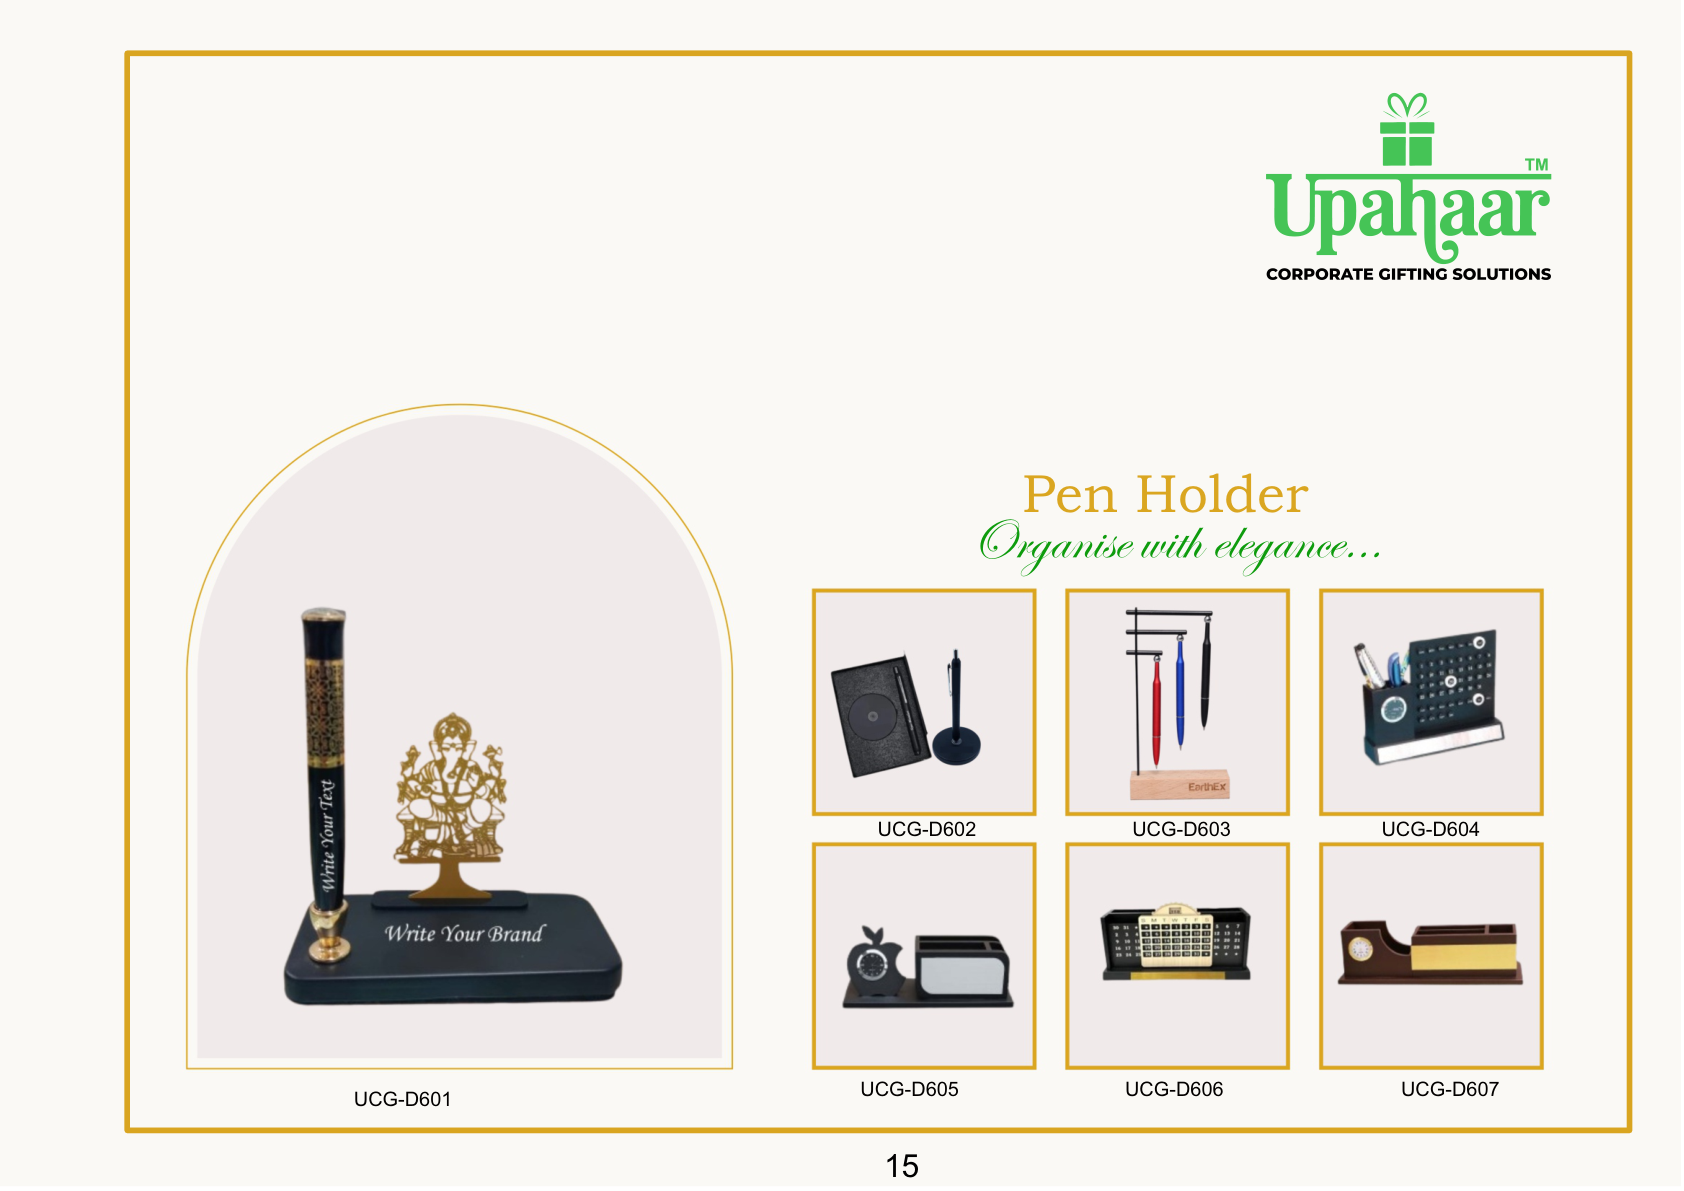 TM
Upahaar
CORPORATE GIFTING SOLUTIONS
Pen Holder
Organise with elegance...
Write Your Text
Write Your Brand
EarthEx
UCG-D602
UCG-D603
UCG-D604
S M T W T F S
UCG-D605
UCG-D606
UCG-D607
UCG-D601
15